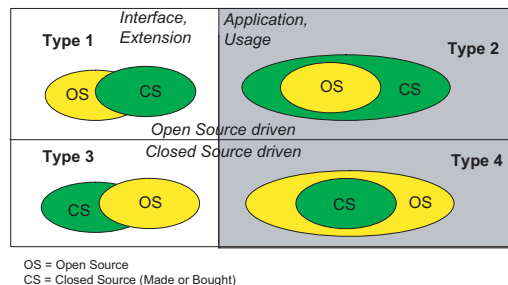 Interface,
Extension
Application,
Usage
Type 1
Type 2
OS
CS
OS
CS
Open Source driven
Closed Source driven
Type 3
Type 4
CS
OS
CS
OS
OS = Open Source
CS = Closed Source (Made or Bought)